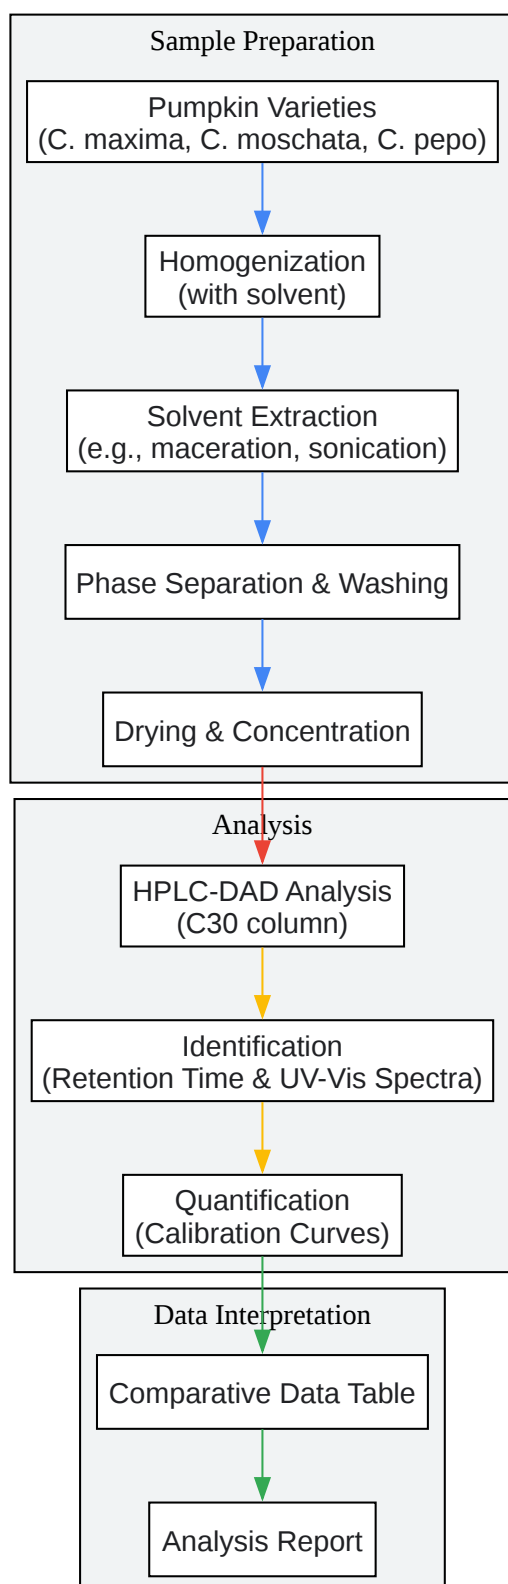 Sample Preparation
Pumpkin Varieties
(C. maxima, C. moschata, C. pepo)
Homogenization
(with solvent)
Solvent Extraction
(e.g., maceration, sonication)
Phase Separation & Washing
Drying & Concentration
Analysis
HPLC-DAD Analysis
(C30 column)
Identification
(Retention Time & UV-Vis Spectra)
Quantification
(Calibration Curves)
Data Interpretation
Comparative Data Table
Analysis Report